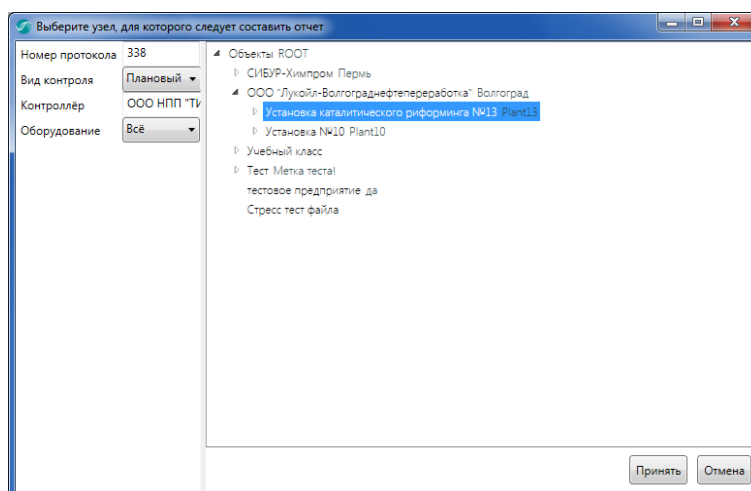 Выберите узел, для которого следует составить отчет
Номер протокола 338
Вид контроля Плановый
Контроллёр ООО НПП "ТИ
Оборудование Всё
Объекты ROOT
СИБУР-Химпром Пермь
ООО "Лукойл-Волгограднефтепереработка" Волгоград
Установка каталитического риформинга №13 Plant13
Установка №10 Plant10
Учебный класс
Тест Метка теста!
тестовое предприятие да
Стресс тест файла
Принять Отмена